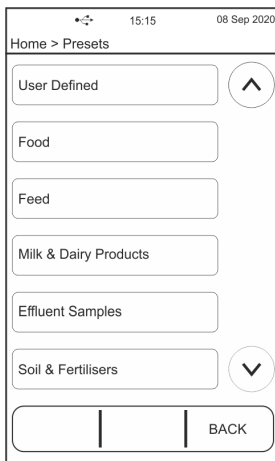 15:15 08 Sep 2020
Home > Presets
User Defined
Food
Feed
Milk & Dairy Products
Effluent Samples
Soil & Fertilisers
BACK